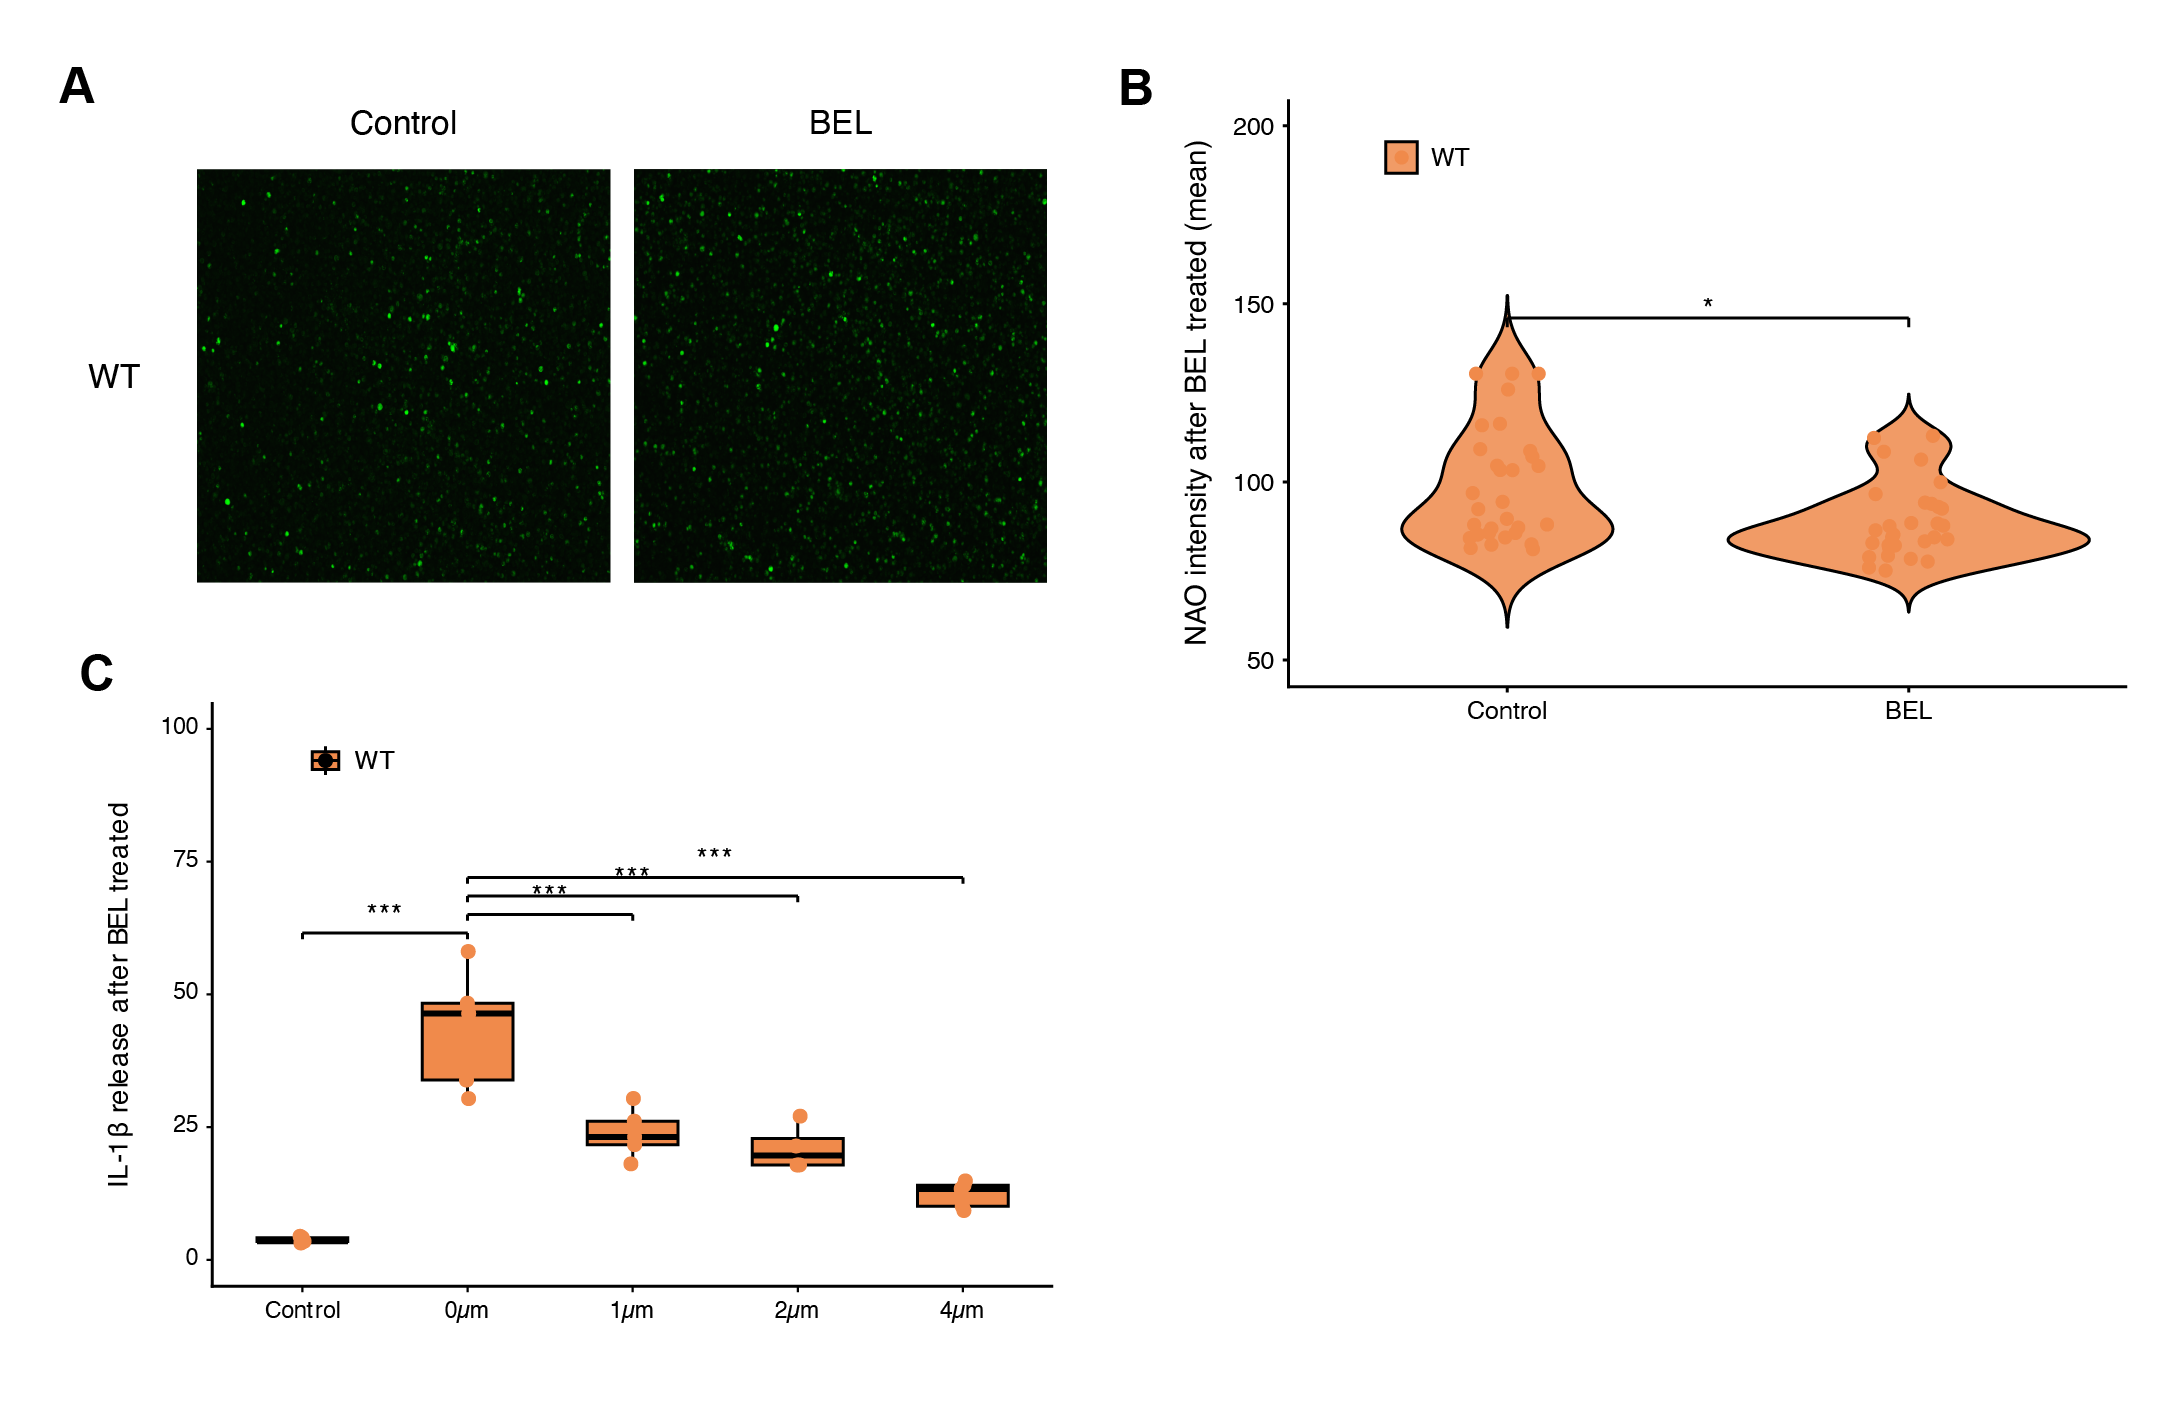 A
Control
BEL
WT
B
NAO intensity after BEL treated (mean)
200
150
100
50
WT
*
Control
BEL
C
IL-1β release after BEL treated
100
75
50
25
0
WT
***
***
***
***
Control
0µm
1µm
2µm
4µm